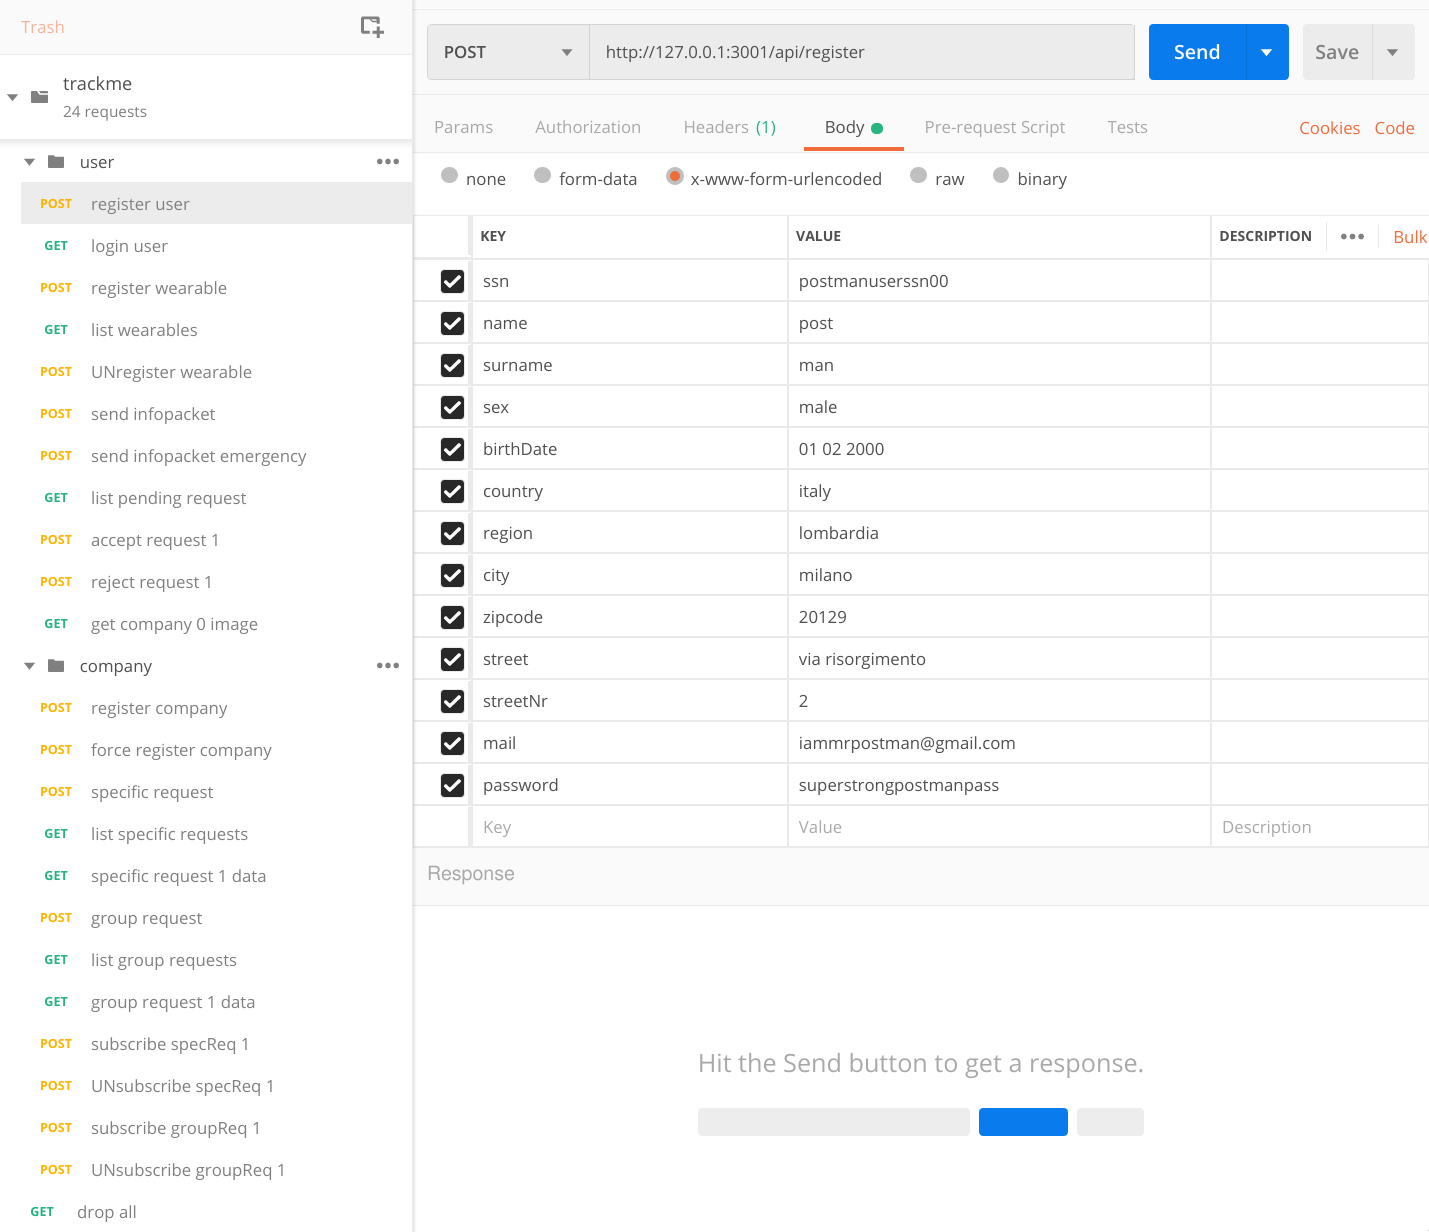 Trash
trackme
24 requests
user
POST register user
GET login user
POST register wearable
GET list wearables
POST UNregister wearable
POST send infopacket
POST send infopacket emergency
GET list pending request
POST accept request 1
POST reject request 1
GET get company 0 image
company
POST register company
POST force register company
POST specific request
GET list specific requests
GET specific request 1 data
POST group request
GET list group requests
GET group request 1 data
POST subscribe specReq 1
POST UNsubscribe specReq 1
POST subscribe groupReq 1
POST UNsubscribe groupReq 1
GET drop all
POST http://127.0.0.1:3001/api/register Send Save
Params Authorization Headers (1) Body Pre-request Script Tests Cookies Code
none form-data x-www-form-urlencoded raw binary
KEY VALUE DESCRIPTION Bulk
ssn postmanuserssn00
name post
surname man
sex male
birthDate 01 02 2000
country italy
region lombardia
city milano
zipcode 20129
street via risorgimento
streetNr 2
mail iammrpostman@gmail.com
password superstrongpostmanpass
Key Value Description
Response
Hit the Send button to get a response.